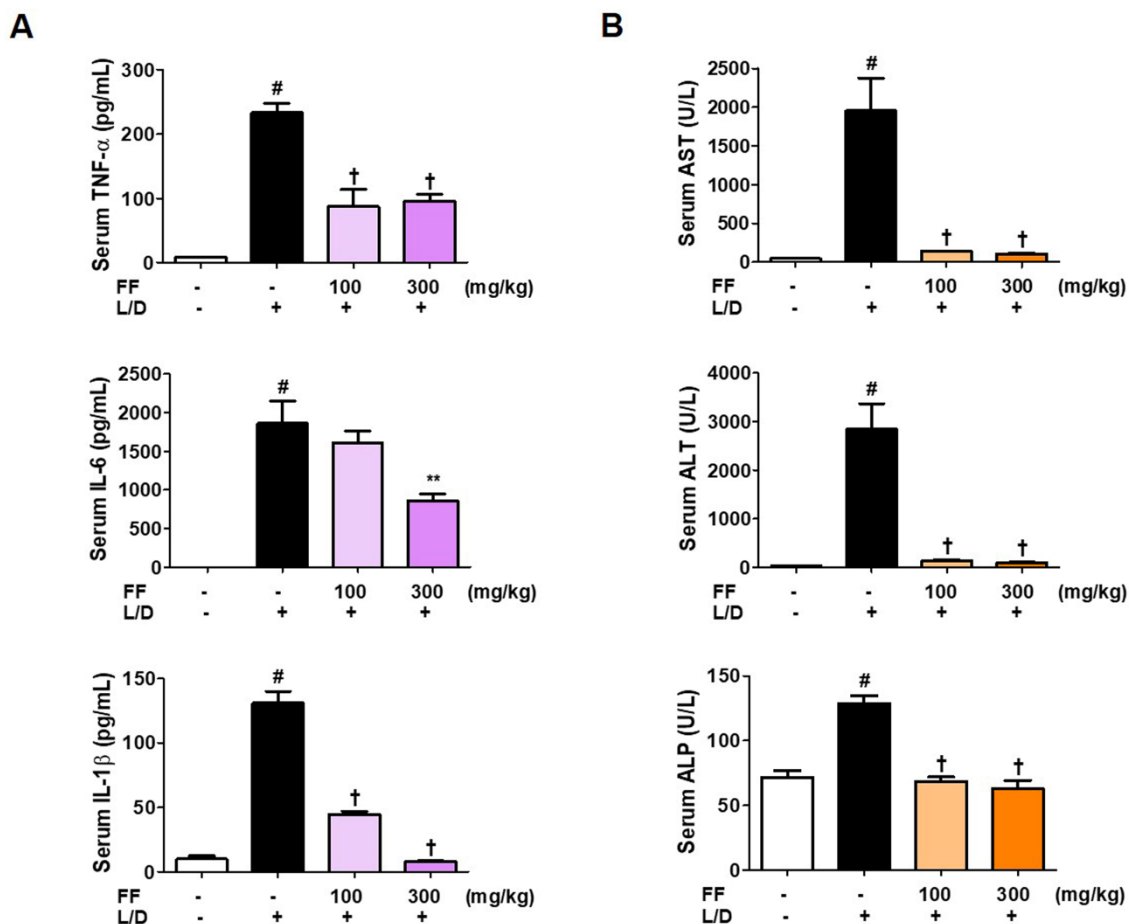 A
Serum TNF-α (pg/mL)
300
200
100
0
#
†
†
FF - - 100 300 (mg/kg)
L/D - + + +
Serum IL-6 (pg/mL)
2500
2000
1500
1000
500
0
#
**
FF - - 100 300 (mg/kg)
L/D - + + +
Serum IL-1β (pg/mL)
150
100
50
0
#
†
†
FF - - 100 300 (mg/kg)
L/D - + + +
B
Serum AST (U/L)
2500
2000
1500
1000
500
0
#
†
†
FF - - 100 300 (mg/kg)
L/D - + + +
Serum ALT (U/L)
4000
3000
2000
1000
0
#
†
†
FF - - 100 300 (mg/kg)
L/D - + + +
Serum ALP (U/L)
150
100
50
0
#
†
†
FF - - 100 300 (mg/kg)
L/D - + + +